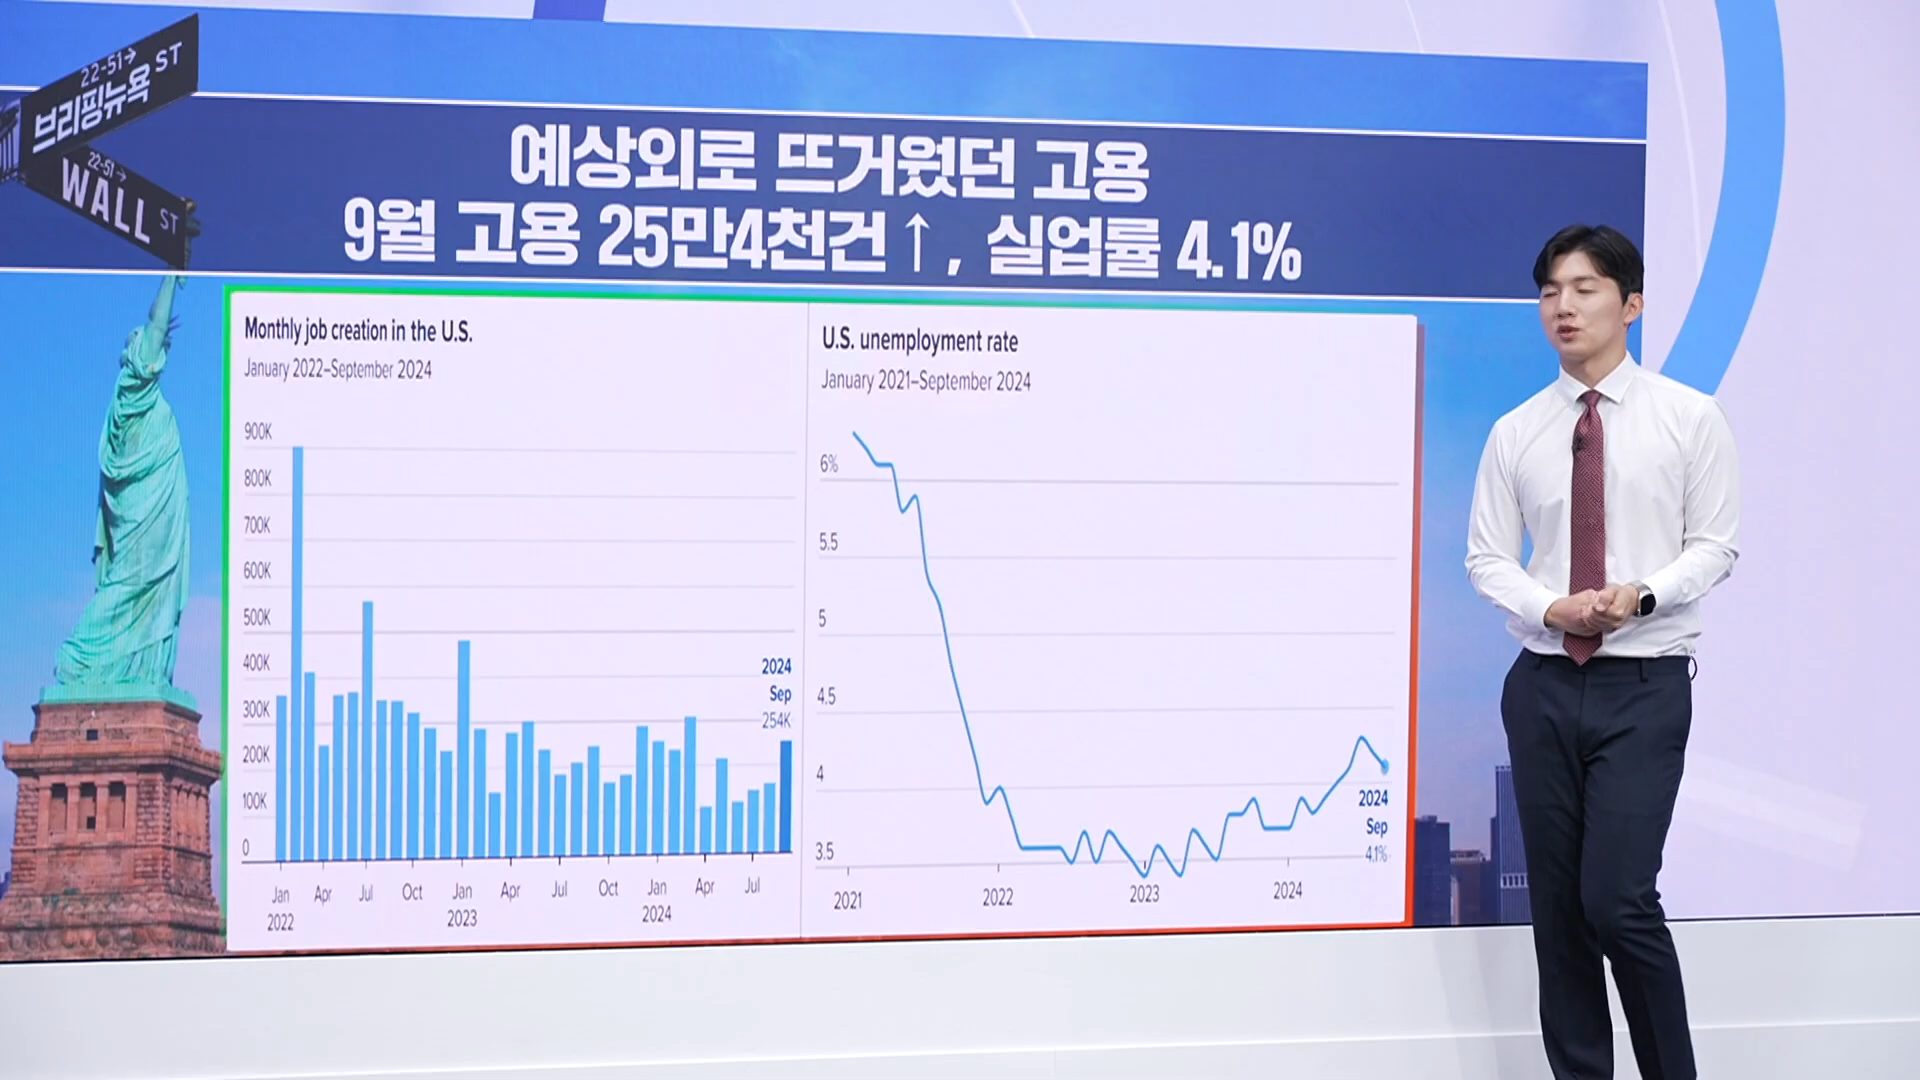 22-51→ ST
브리핑뉴욕
22-51→
WALL ST
예상외로 뜨거웠던 고용
9월 고용 25만4천건↑, 실업률 4.1%
Monthly job creation in the U.S.
January 2022–September 2024
900K
800K
700K
600K
500K
400K
300K
200K
100K
0
2024
Sep
254K
Jan Apr Jul Oct Jan Apr Jul Oct Jan Apr Jul
2022 2023 2024
U.S. unemployment rate
January 2021–September 2024
6%
5.5
5
4.5
4
3.5
2024
Sep
4.1%
2021 2022 2023 2024